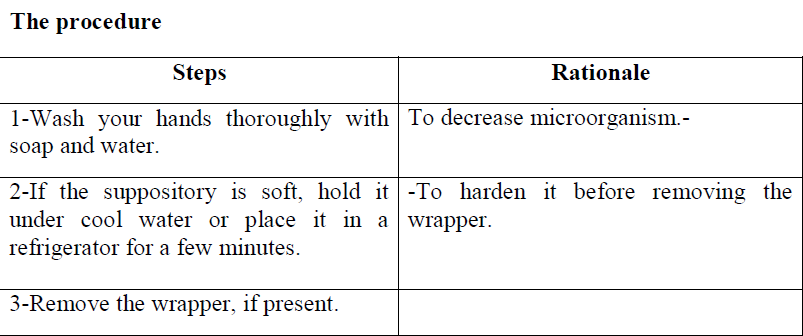 The procedure
Steps
Rationale
1-Wash your hands thoroughly with
soap and water.
To decrease microorganism.-
2-If the suppository is soft, hold it
under cool water or place it in a
refrigerator for a few minutes.
-To harden it before removing the
wrapper.
3-Remove the wrapper, if present.